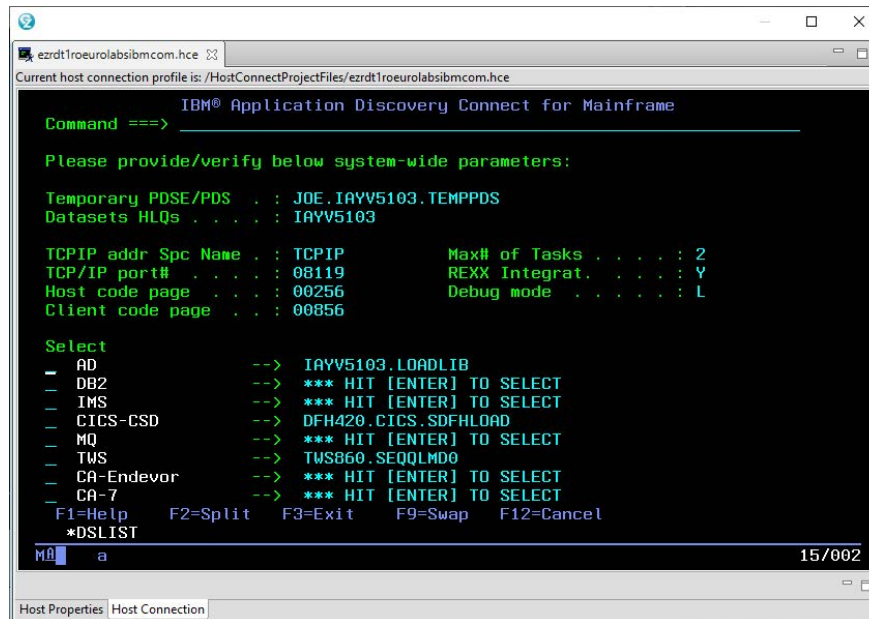 ezrdt1roeurolabsibmcom.hce
Current host connection profile is: /HostConnectProjectFiles/ezrdt1roeurolabsibmcom.hce
IBM® Application Discovery Connect for Mainframe
Command ===>
Please provide/verify below system-wide parameters:
Temporary PDSE/PDS . : JOE.IAYV5103.TEMPPDS
Datasets HLQs . . . . : IAYV5103
TCPIP addr Spc Name . : TCPIP Max# of Tasks . . . . : 2
TCP/IP port# . . . . : 08119 REXX Integrat. . . . . : Y
Host code page . . . : 00256 Debug mode . . . . . : L
Client code page . . : 00856
Select
_ AD --> IAYV5103.LOADLIB
_ DB2 --> *** HIT [ENTER] TO SELECT
_ IMS --> *** HIT [ENTER] TO SELECT
_ CICS-CSD --> DFH420.CICS.SDFHLOAD
_ MQ --> *** HIT [ENTER] TO SELECT
_ TWS --> TWS860.SEQQLMD0
_ CA-Endevor --> *** HIT [ENTER] TO SELECT
_ CA-7 --> *** HIT [ENTER] TO SELECT
F1=Help F2=Split F3=Exit F9=Swap F12=Cancel
*DSLIST
MA a 15/002
Host Properties Host Connection